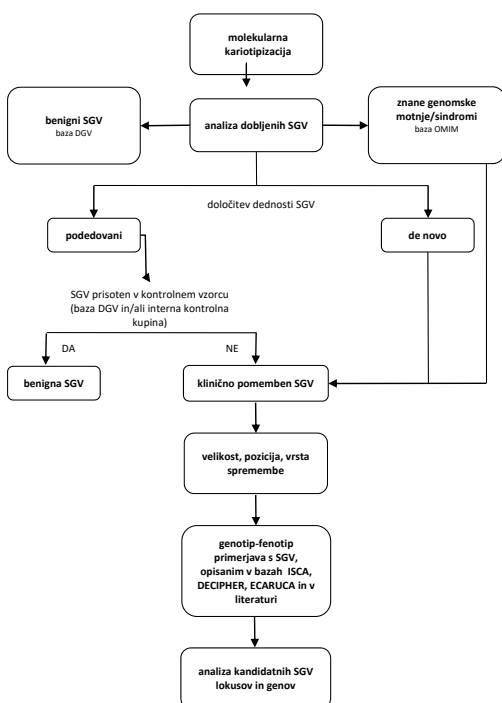 molekularna
kariotipizacija
benigni SGV
baza DGV
analiza dobljenih SGV
znane genomske
motnje/sindromi
baza OMIM
določitev dednosti SGV
podedovani
de novo
SGV prisoten v kontrolnem vzorcu
(baza DGV in/ali interna kontrolna
kupina)
DA
NE
benigna SGV
klinično pomemben SGV
velikost, pozicija, vrsta
spremembe
genotip-fenotip
primerjava s SGV,
opisanim v bazah ISCA,
DECIPHER, ECARUCA in v
literaturi
analiza kandidatnih SGV
lokusov in genov